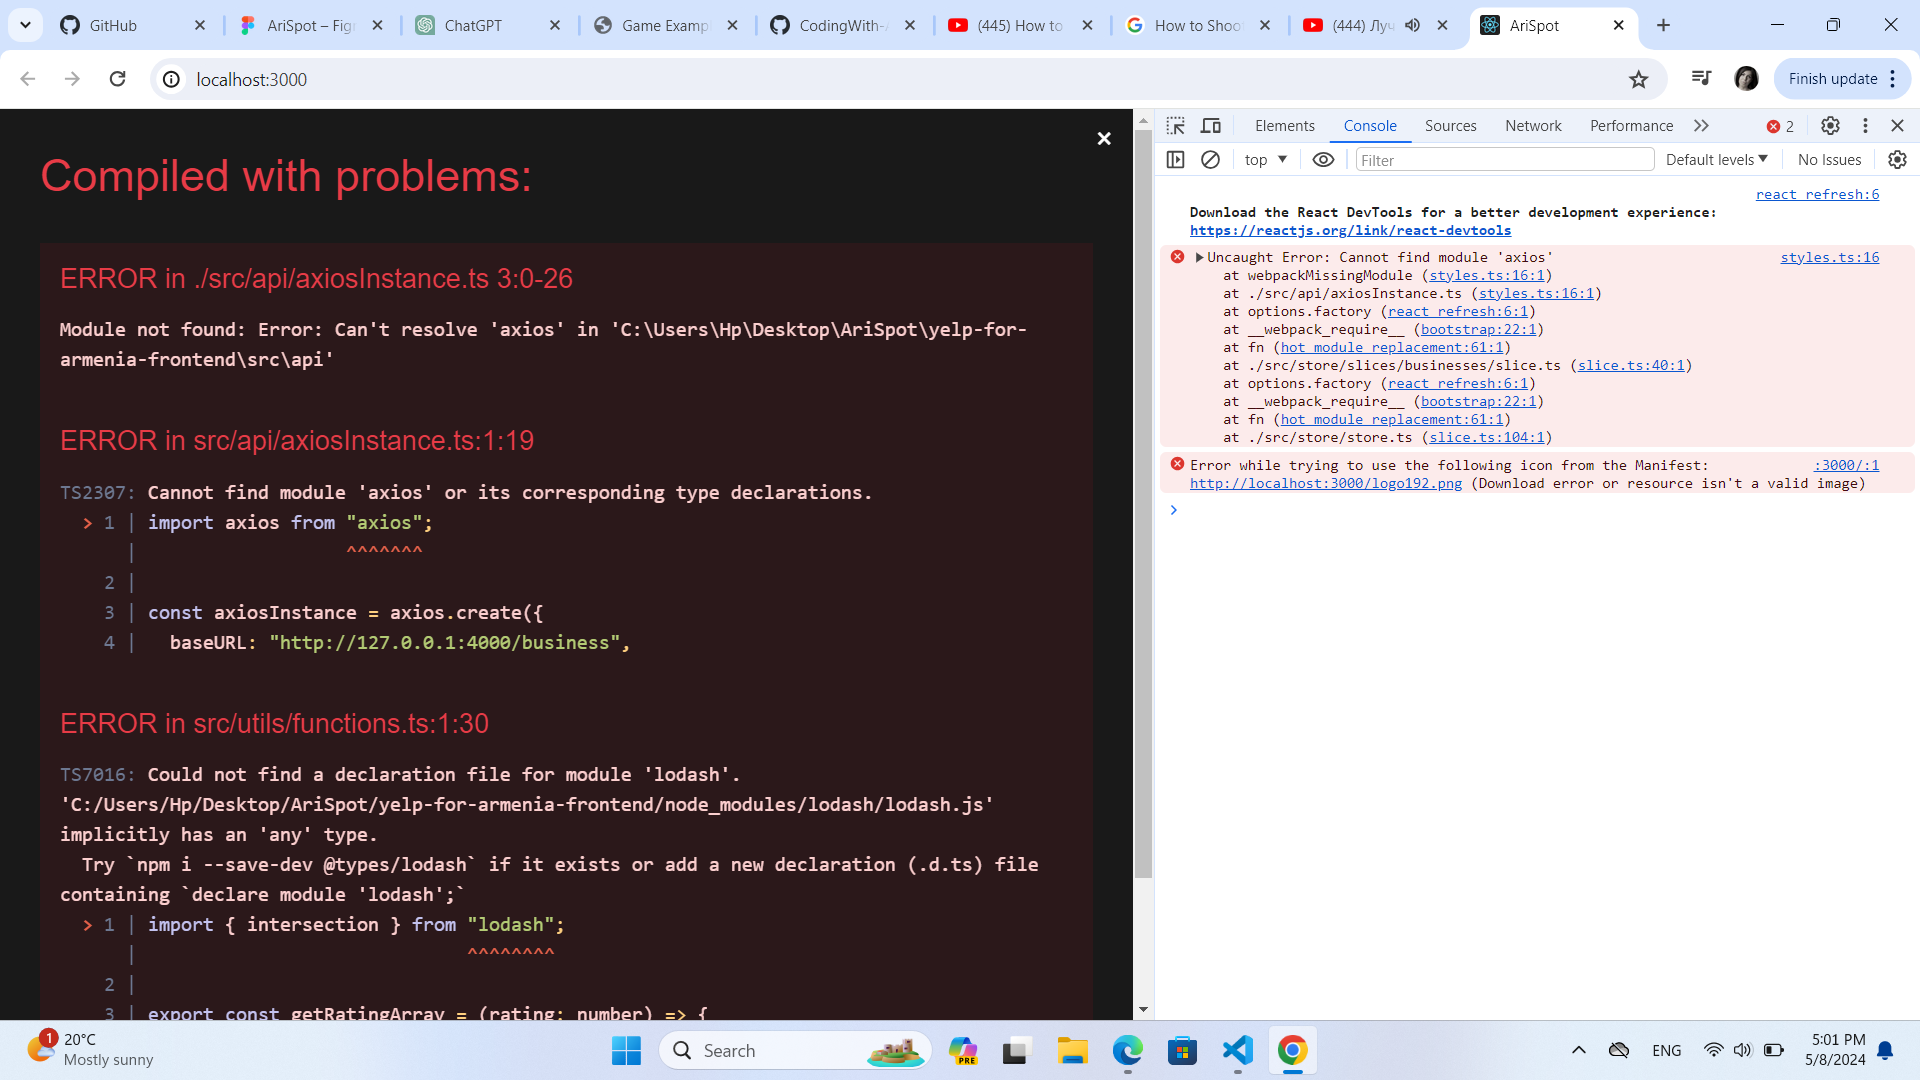 GitHub
AriSpot – Figm
ChatGPT
Game Examp
CodingWith-
(445) How to
How to Shoot
(444) Луч
AriSpot
localhost:3000
Finish update
Compiled with problems:
ERROR in ./src/api/axiosInstance.ts 3:0-26
Module not found: Error: Can't resolve 'axios' in 'C:\Users\Hp\Desktop\AriSpot\yelp-for-
armenia-frontend\src\api'
ERROR in src/api/axiosInstance.ts:1:19
TS2307: Cannot find module 'axios' or its corresponding type declarations.
> 1 | import axios from "axios";
| ^^^^^^^
2 |
3 | const axiosInstance = axios.create({
4 | baseURL: "http://127.0.0.1:4000/business",
ERROR in src/utils/functions.ts:1:30
TS7016: Could not find a declaration file for module 'lodash'.
'C:/Users/Hp/Desktop/AriSpot/yelp-for-armenia-frontend/node_modules/lodash/lodash.js'
implicitly has an 'any' type.
Try `npm i --save-dev @types/lodash` if it exists or add a new declaration (.d.ts) file
containing `declare module 'lodash';`
> 1 | import { intersection } from "lodash";
| ^^^^^^^^
2 |
3 | export const getRatingArray = (rating: number) => {
Elements
Console
Sources
Network
Performance
2
top
Filter
Default levels
No Issues
react refresh:6
Download the React DevTools for a better development experience:
https://reactjs.org/link/react-devtools
Uncaught Error: Cannot find module 'axios' styles.ts:16
at webpackMissingModule (styles.ts:16:1)
at ./src/api/axiosInstance.ts (styles.ts:16:1)
at options.factory (react refresh:6:1)
at __webpack_require__ (bootstrap:22:1)
at fn (hot module replacement:61:1)
at ./src/store/slices/businesses/slice.ts (slice.ts:40:1)
at options.factory (react refresh:6:1)
at __webpack_require__ (bootstrap:22:1)
at fn (hot module replacement:61:1)
at ./src/store/store.ts (slice.ts:104:1)
Error while trying to use the following icon from the Manifest: :3000/:1
http://localhost:3000/logo192.png (Download error or resource isn't a valid image)
1
20°C
Mostly sunny
Search
PRE
ENG
5:01 PM
5/8/2024